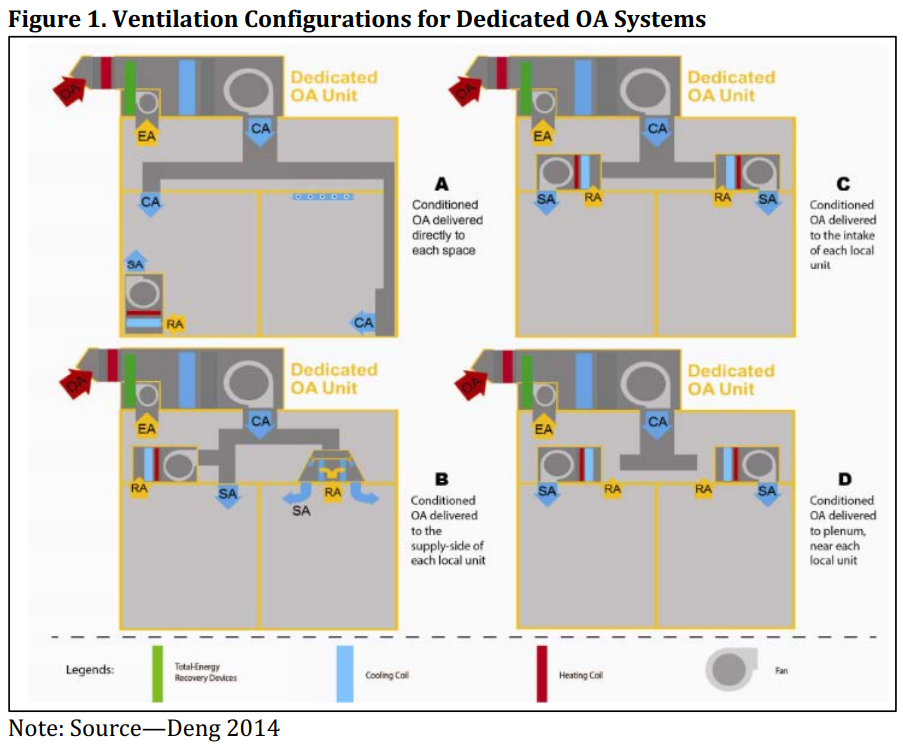 Figure 1. Ventilation Configurations for Dedicated OA Systems
OA
Dedicated
OA Unit
EA
CA
CA
SA
RA
CA
A
Conditioned
OA delivered
directly to
each space
OA
Dedicated
OA Unit
EA
CA
SA
RA
RA
SA
C
Conditioned
OA delivered
to the intake
of each local
unit
OA
Dedicated
OA Unit
EA
CA
RA
SA
SA
RA
B
Conditioned
OA delivered
to the
supply-side of
each local unit
OA
Dedicated
OA Unit
EA
CA
SA
RA
RA
SA
D
Conditioned
OA delivered
to plenum,
near each
local unit
Legends:
Total-Energy
Recovery Devices
Cooling Coil
Heating Coil
Fan
Note: Source—Deng 2014